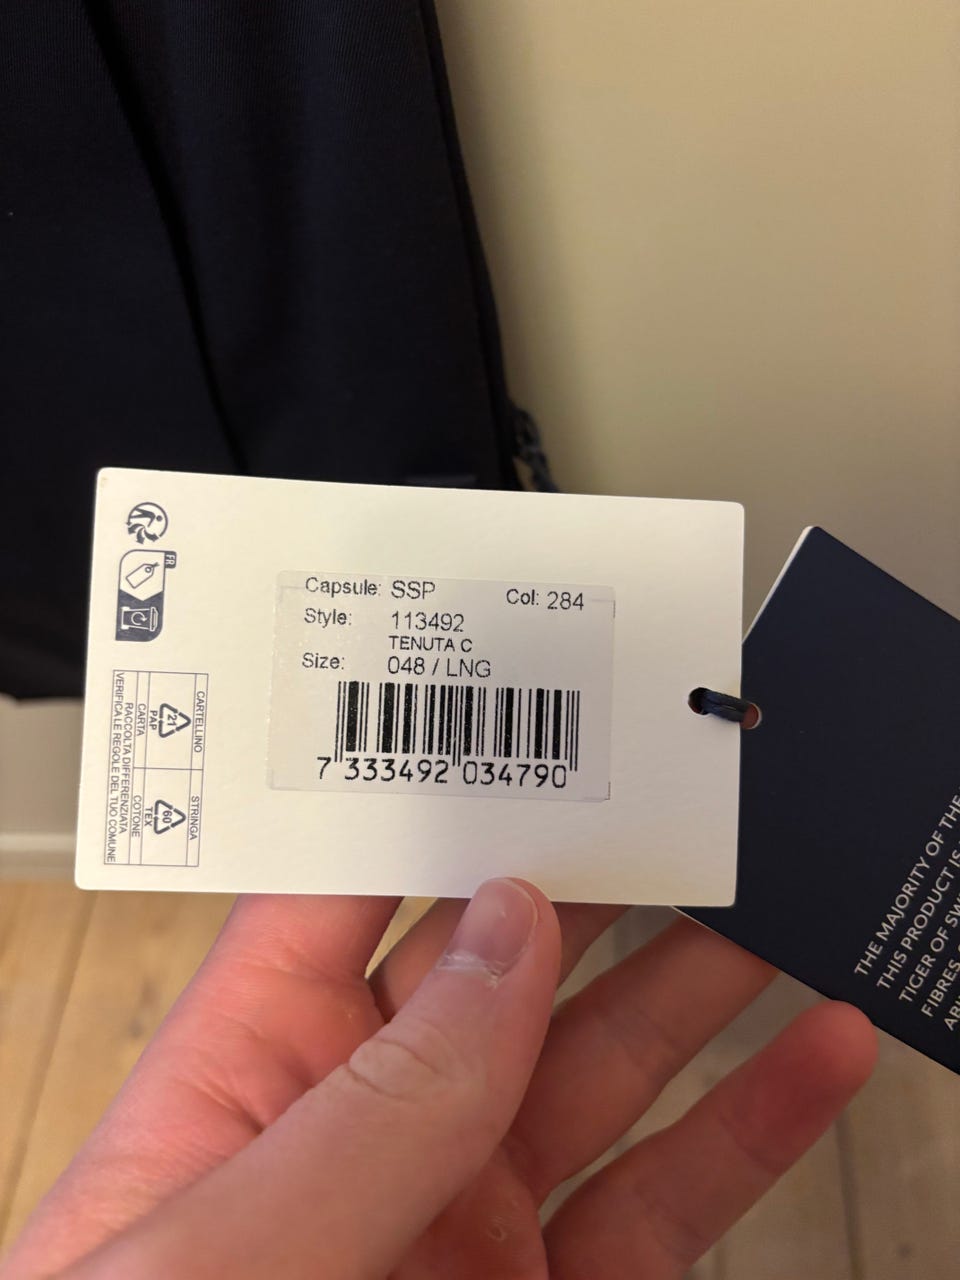 Capsule: SSP Col: 284
Style: 113492
TENUTA C
Size: 048 / LNG
7 333492 034790
FR
CARTELLINO
21
PAP
CARTA
STRINGA
60
TEX
COTONE
RACCOLTA DIFFERENZIATA
VERIFICA LE REGOLE DEL TUO COMUNE
THE MAJORITY OF THE
THIS PRODUCT IS
TIGER OF SW
FIBRES